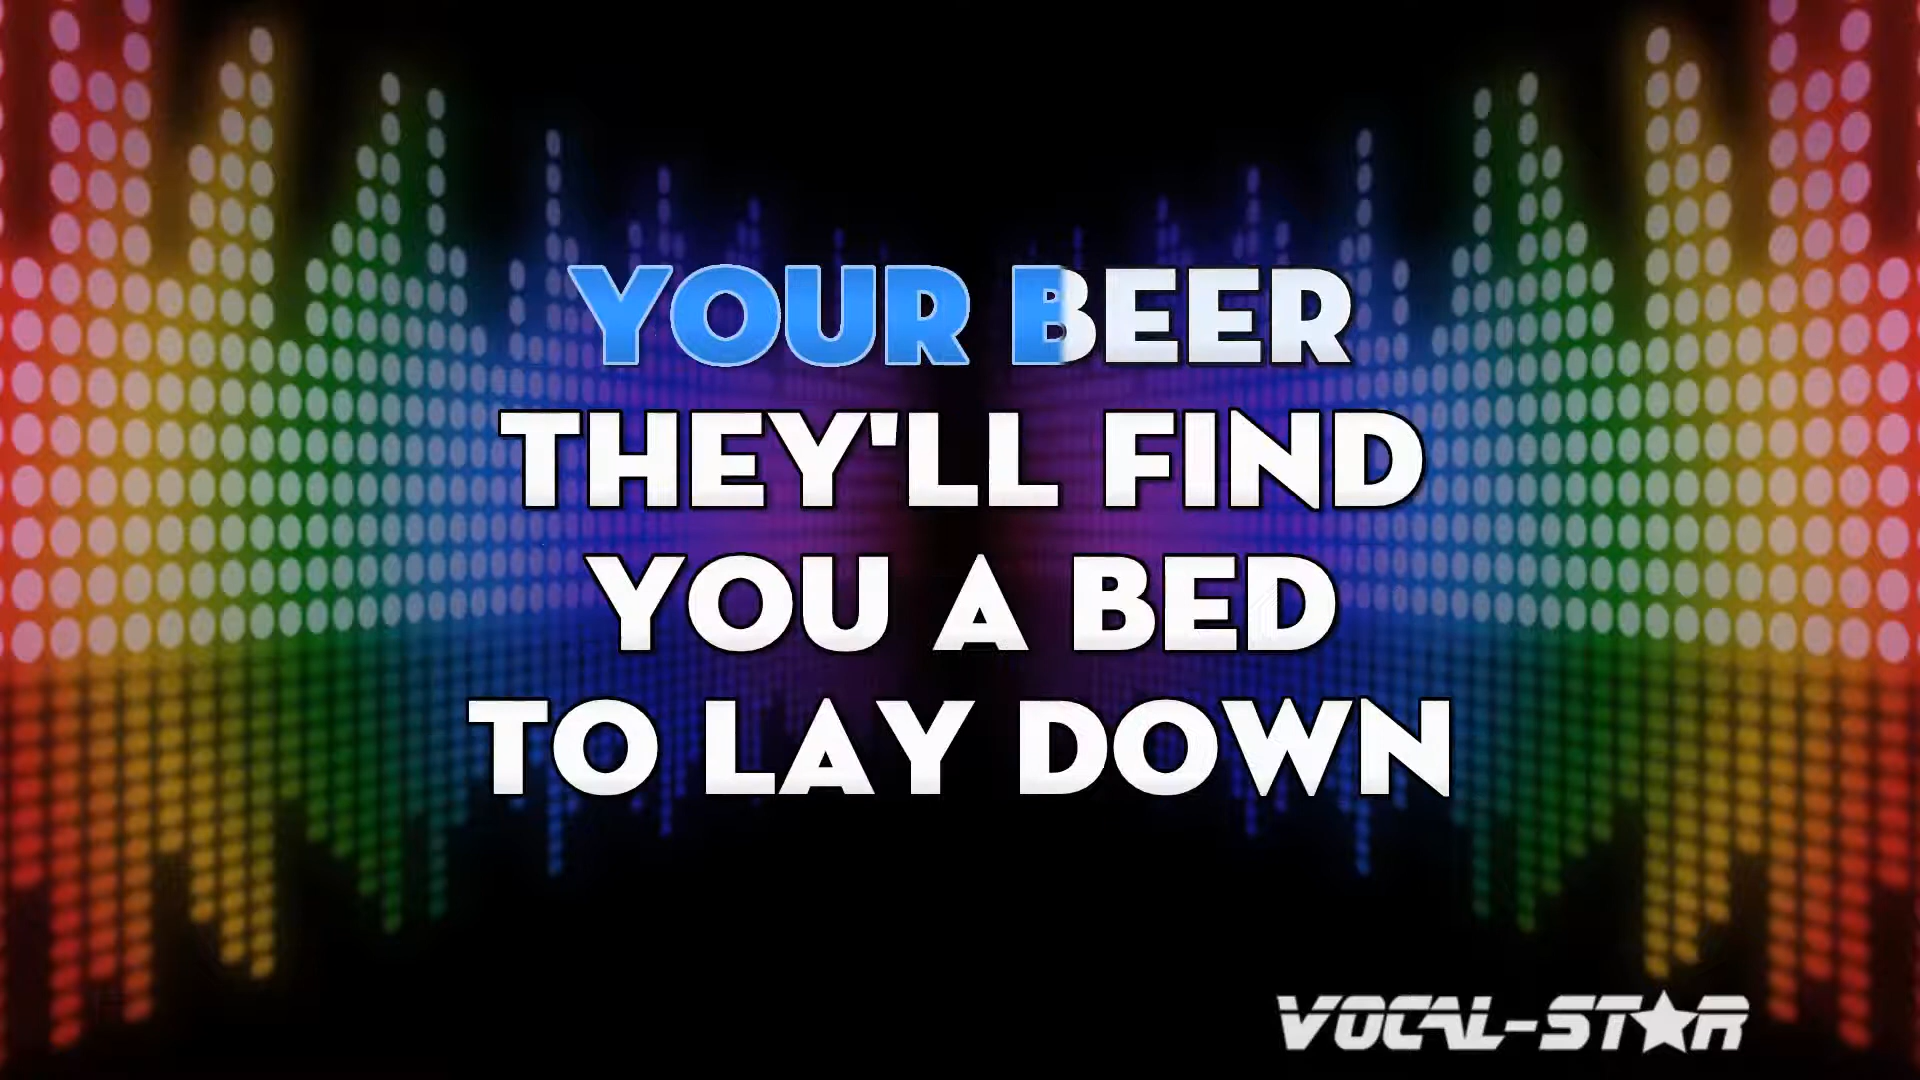 YOUR BEER
THEY'LL FIND
YOU A BED
TO LAY DOWN
VOCAL-STAR